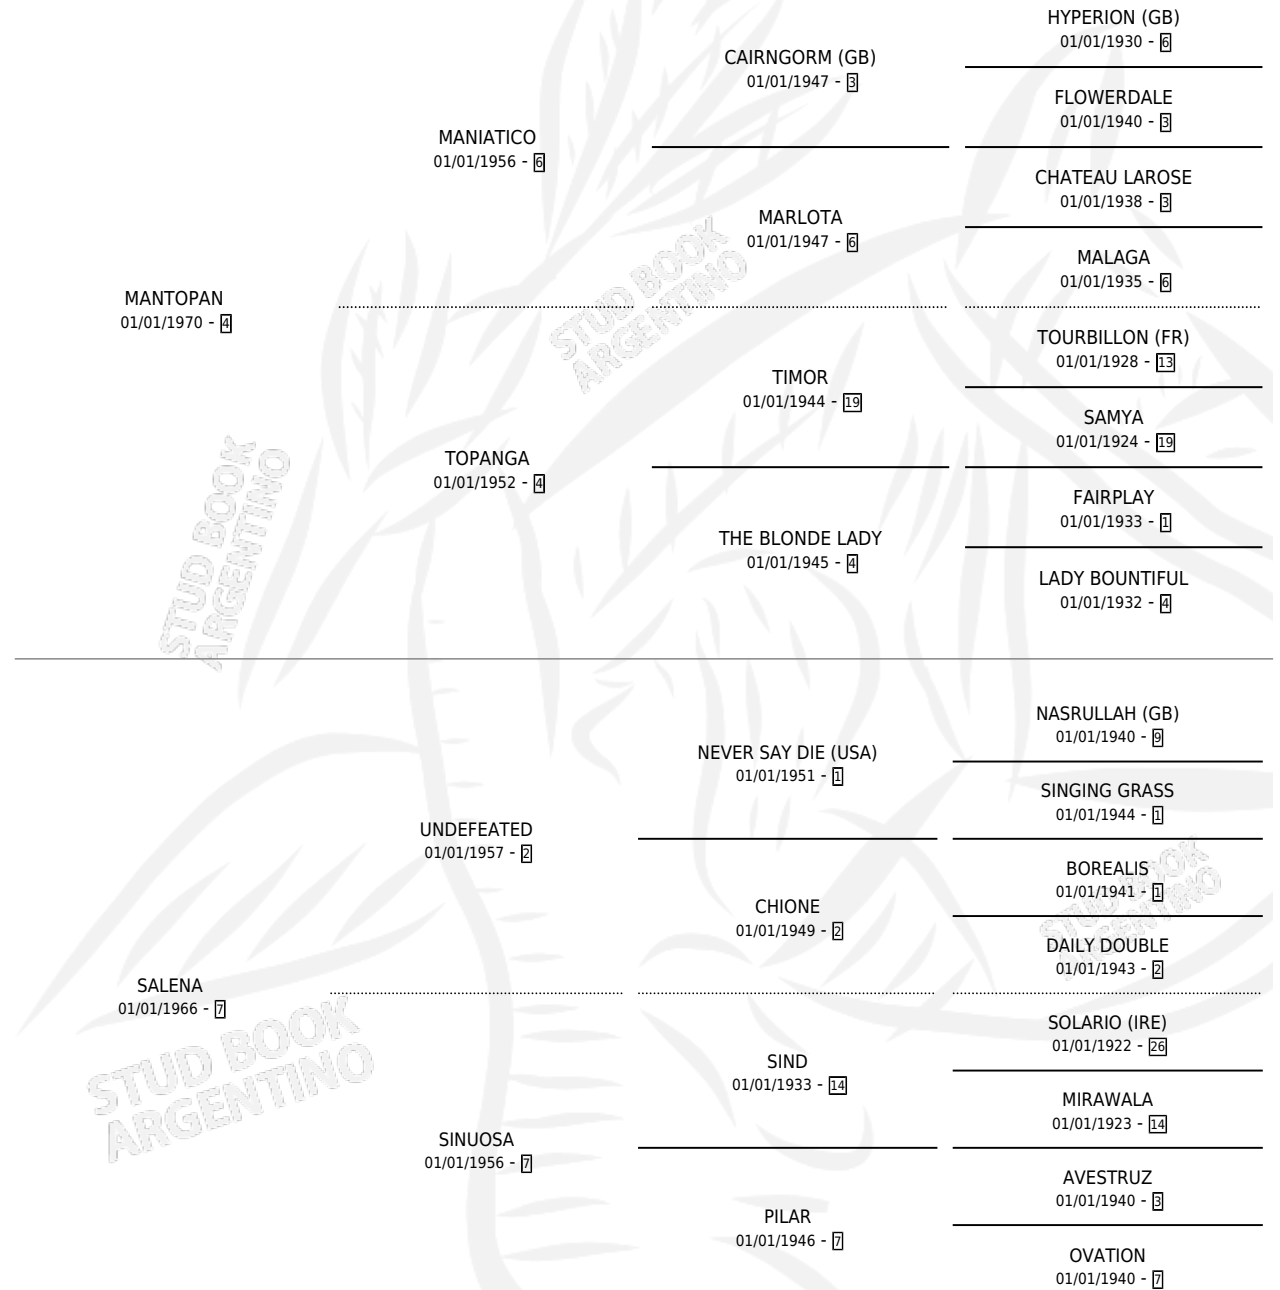 HYPERION (GB)
01/01/1930 - 6
CAIRNGORM (GB)
01/01/1947 - 3
FLOWERDALE
01/01/1940 - 3
MANIATICO
01/01/1956 - 6
CHATEAU LAROSE
01/01/1938 - 3
MARLOTA
01/01/1947 - 6
MALAGA
01/01/1935 - 6
MANTOPAN
01/01/1970 - 4
TOURBILLON (FR)
01/01/1928 - 13
TIMOR
01/01/1944 - 19
SAMYA
01/01/1924 - 19
TOPANGA
01/01/1952 - 4
FAIRPLAY
01/01/1933 - 1
THE BLONDE LADY
01/01/1945 - 4
LADY BOUNTIFUL
01/01/1932 - 4
NASRULLAH (GB)
01/01/1940 - 9
NEVER SAY DIE (USA)
01/01/1951 - 1
SINGING GRASS
01/01/1944 - 1
UNDEFEATED
01/01/1957 - 2
BOREALIS
01/01/1941 - 1
CHIONE
01/01/1949 - 2
DAILY DOUBLE
01/01/1943 - 2
SALENA
01/01/1966 - 7
SOLARIO (IRE)
01/01/1922 - 26
SIND
01/01/1933 - 14
MIRAWALA
01/01/1923 - 14
SINUOSA
01/01/1956 - 7
AVESTRUZ
01/01/1940 - 3
PILAR
01/01/1946 - 7
OVATION
01/01/1940 - 7
STUD BOOK
ARGENTINO
STUD BOOK
ARGENTINO
STUD BOOK
ARGENTINO
STUD BOOK
ARGENTINO